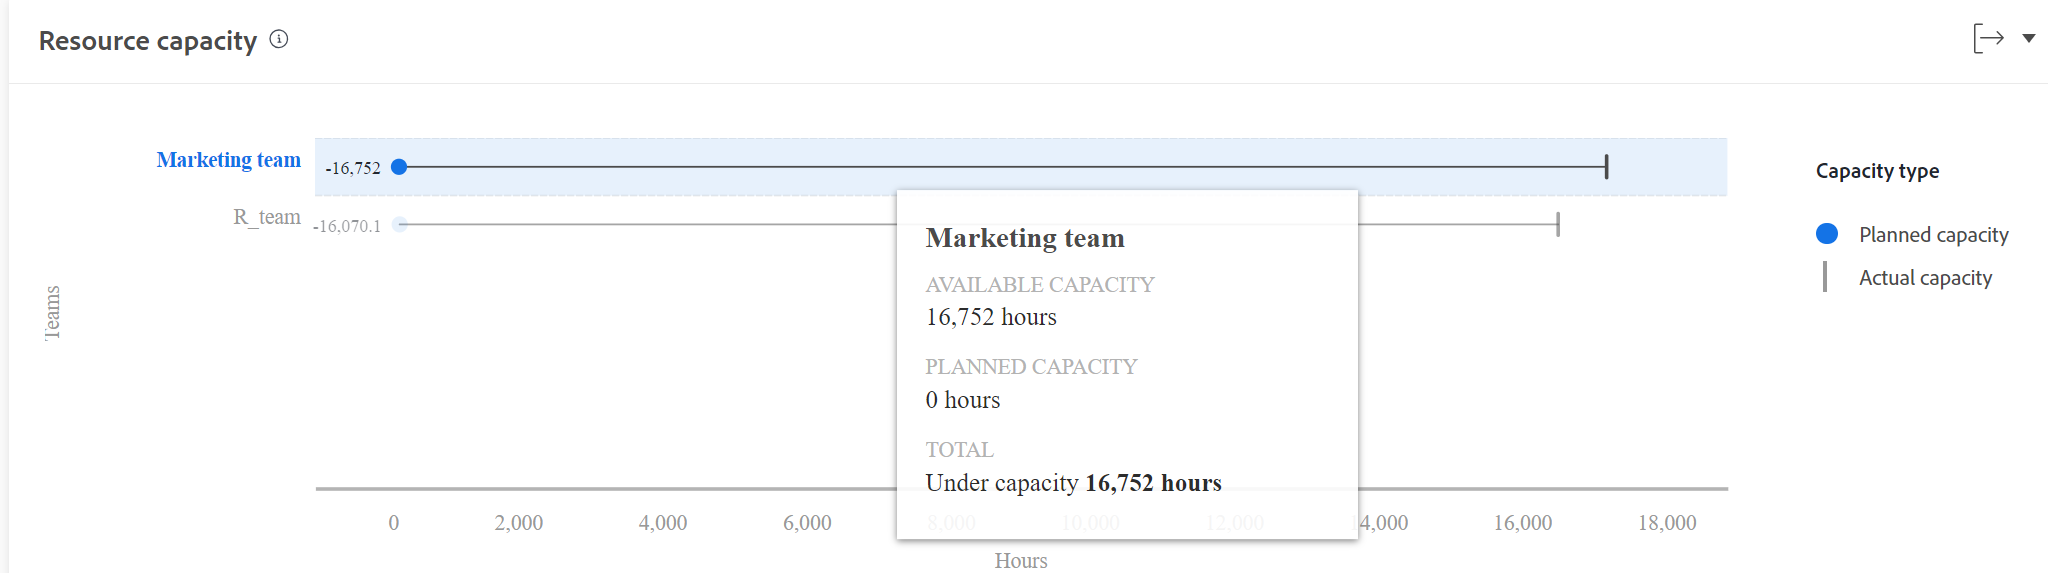 Resource capacity
Marketing team
-16,752
R_team
-16,070.1
Teams
Marketing team
AVAILABLE CAPACITY
16,752 hours
PLANNED CAPACITY
0 hours
TOTAL
Under capacity 16,752 hours
0 2,000 4,000 6,000 8,000 10,000 12,000 14,000 16,000 18,000
Hours
Capacity type
Planned capacity
Actual capacity